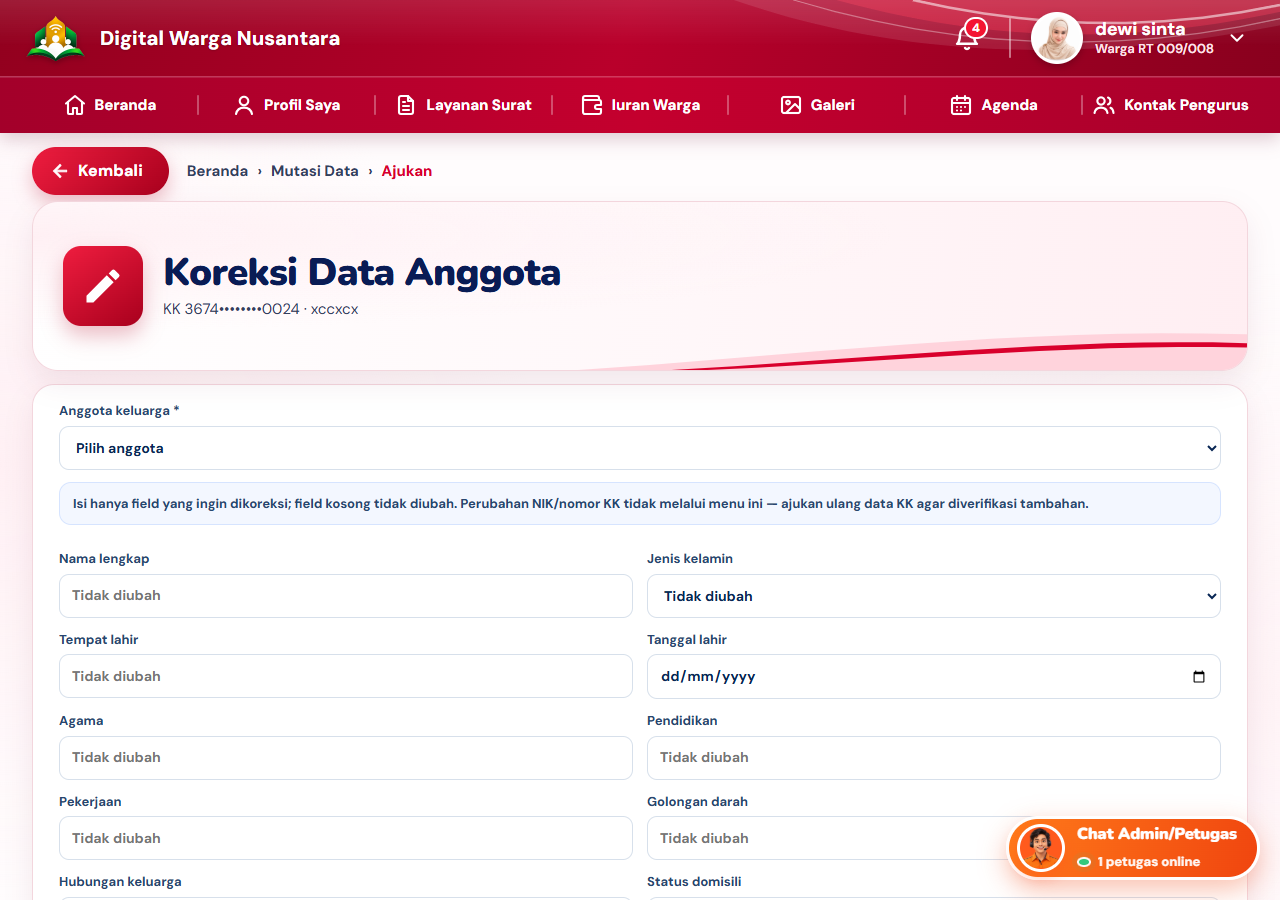 Digital Warga Nusantara
4
dewi sinta
Warga RT 009/008
Beranda
Profil Saya
Layanan Surat
Iuran Warga
Galeri
Agenda
Kontak Pengurus
Kembali
Beranda › Mutasi Data › Ajukan
Koreksi Data Anggota
KK 3674••••••••0024 · xccxcx
Anggota keluarga *
Pilih anggota
Isi hanya field yang ingin dikoreksi; field kosong tidak diubah. Perubahan NIK/nomor KK tidak melalui menu ini — ajukan ulang data KK agar diverifikasi tambahan.
Nama lengkap
Jenis kelamin
Tidak diubah
Tidak diubah
Tempat lahir
Tanggal lahir
Tidak diubah
dd/mm/yyyy
Agama
Pendidikan
Tidak diubah
Tidak diubah
Pekerjaan
Golongan darah
Tidak diubah
Tidak diubah
Chat Admin/Petugas
1 petugas online
Hubungan keluarga
Status domisili